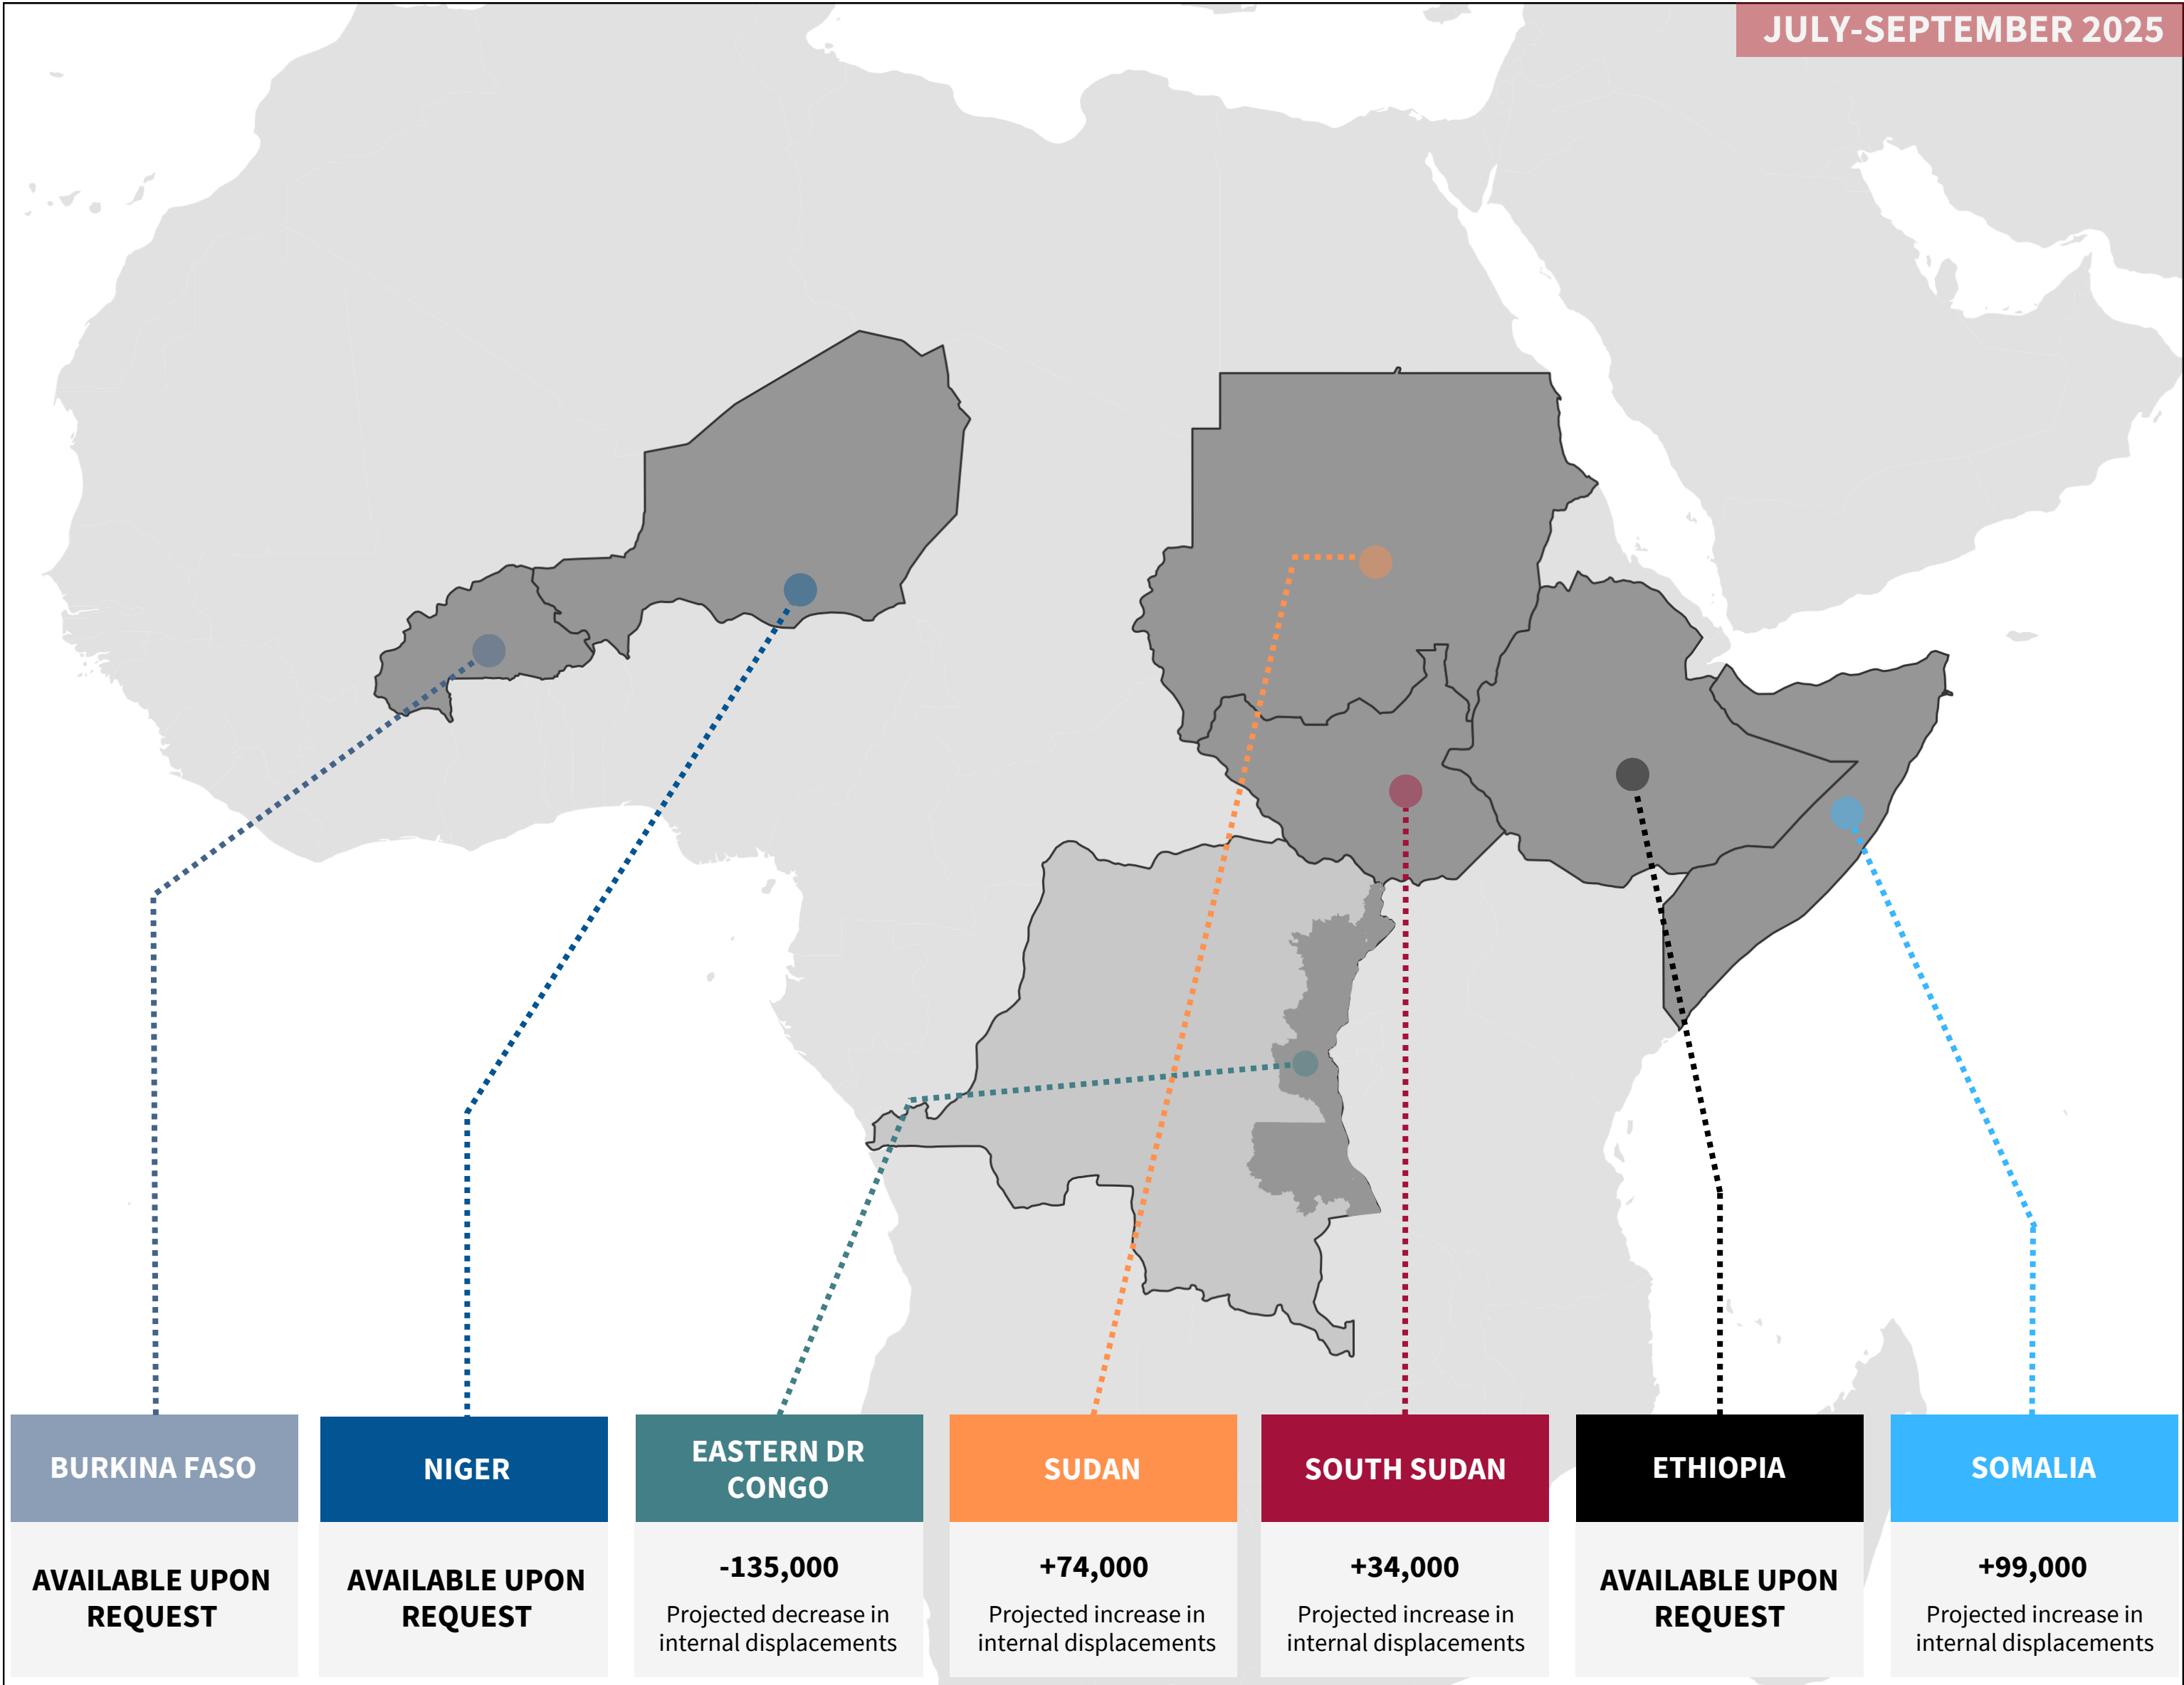 JULY-SEPTEMBER 2025
BURKINA FASO
AVAILABLE UPON
REQUEST
NIGER
AVAILABLE UPON
REQUEST
EASTERN DR
CONGO
-135,000
Projected decrease in
internal displacements
SUDAN
+74,000
Projected increase in
internal displacements
SOUTH SUDAN
+34,000
Projected increase in
internal displacements
ETHIOPIA
AVAILABLE UPON
REQUEST
SOMALIA
+99,000
Projected increase in
internal displacements